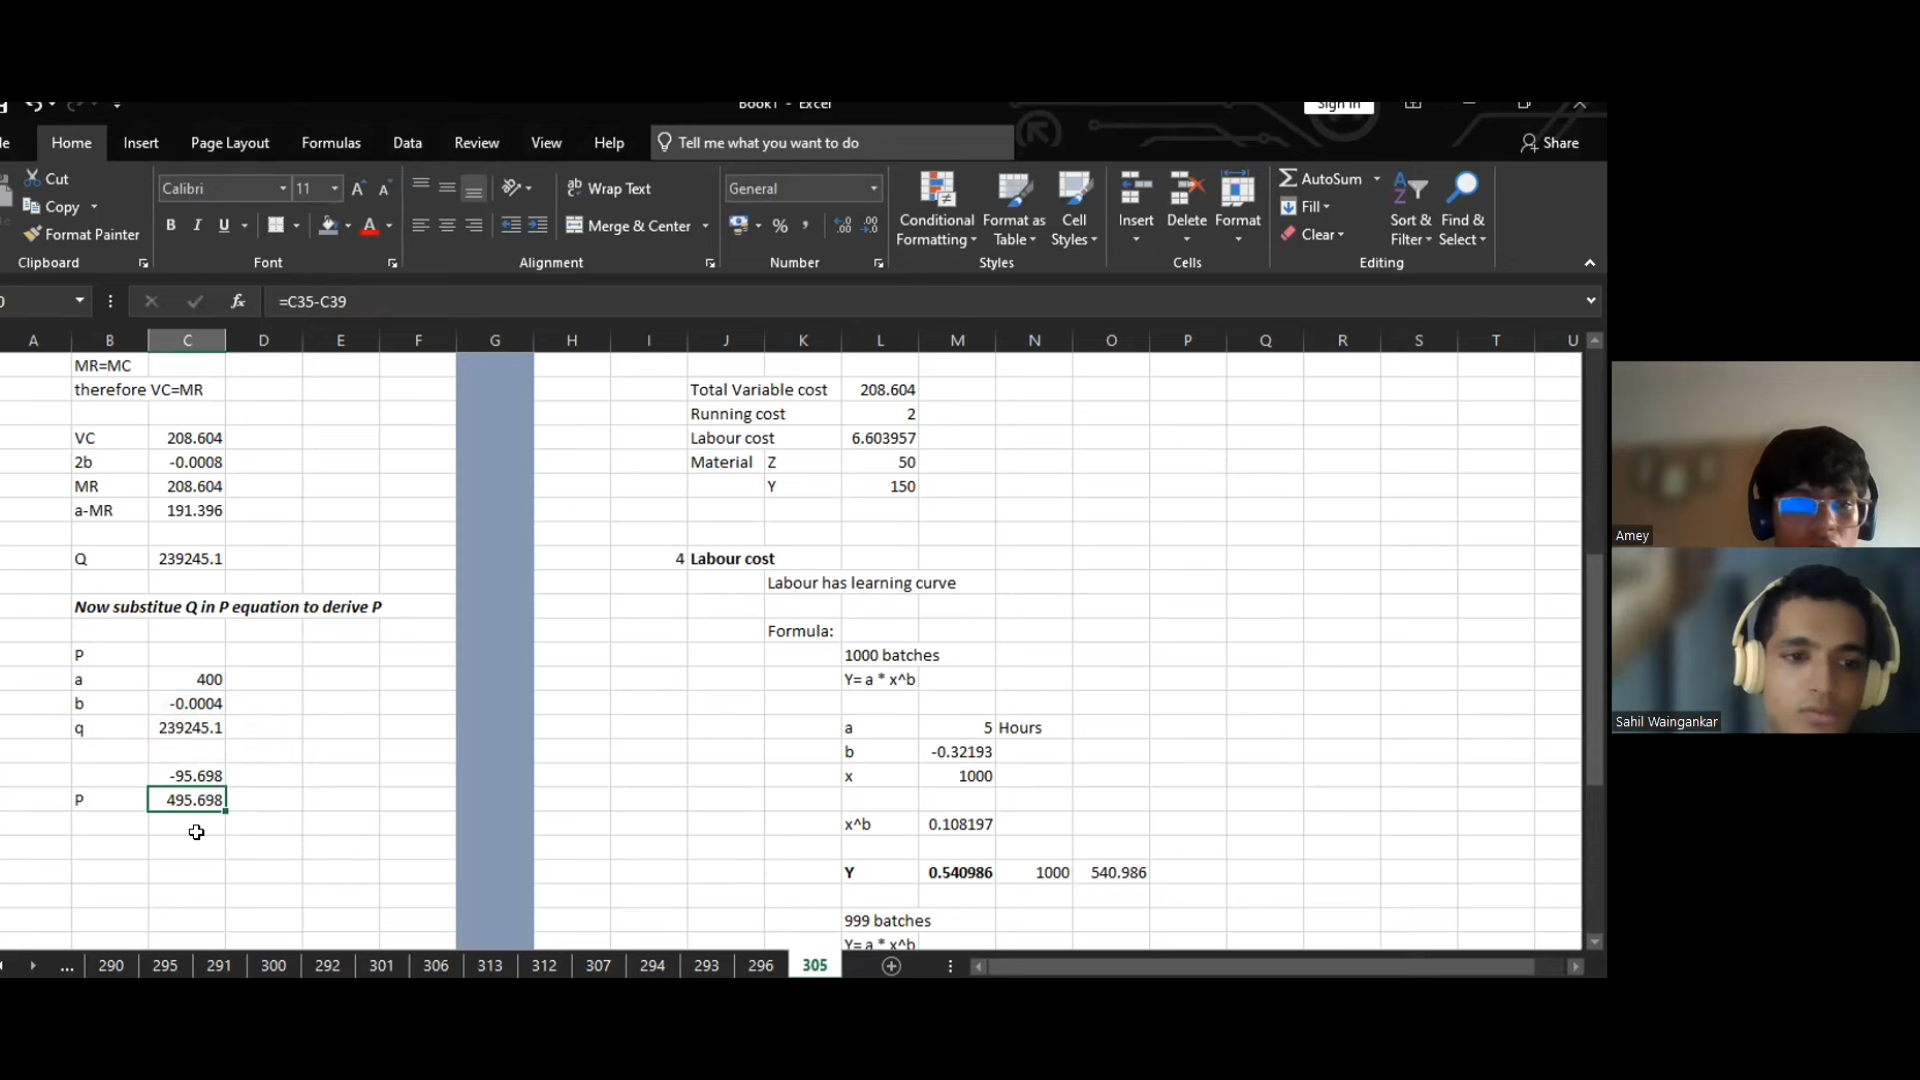 Book1 - Excel
Sign in
Home Insert Page Layout Formulas Data Review View Help Tell me what you want to do Share
Cut
Copy
Format Painter
Clipboard
Calibri 11
B I U
Font
Wrap Text
Merge & Center
Alignment
General
%
Number
Conditional Formatting
Format as Table
Cell Styles
Styles
Insert Delete Format
Cells
AutoSum
Fill
Clear
Sort & Filter
Find & Select
Editing
fx =C35-C39
A B C D E F G H I J K L M N O P Q R S T U
MR=MC
therefore VC=MR
VC 208.604
2b -0.0008
MR 208.604
a-MR 191.396
Q 239245.1
Now substitue Q in P equation to derive P
P
a 400
b -0.0004
q 239245.1
-95.698
P 495.698
Total Variable cost 208.604
Running cost 2
Labour cost 6.603957
Material Z 50
Y 150
4 Labour cost
Labour has learning curve
Formula:
1000 batches
Y= a * x^b
a 5 Hours
b -0.32193
x 1000
x^b 0.108197
Y 0.540986 1000 540.986
999 batches
Y= a * x^b
... 290 295 291 300 292 301 306 313 312 307 294 293 296 305
Amey
Sahil Waingankar